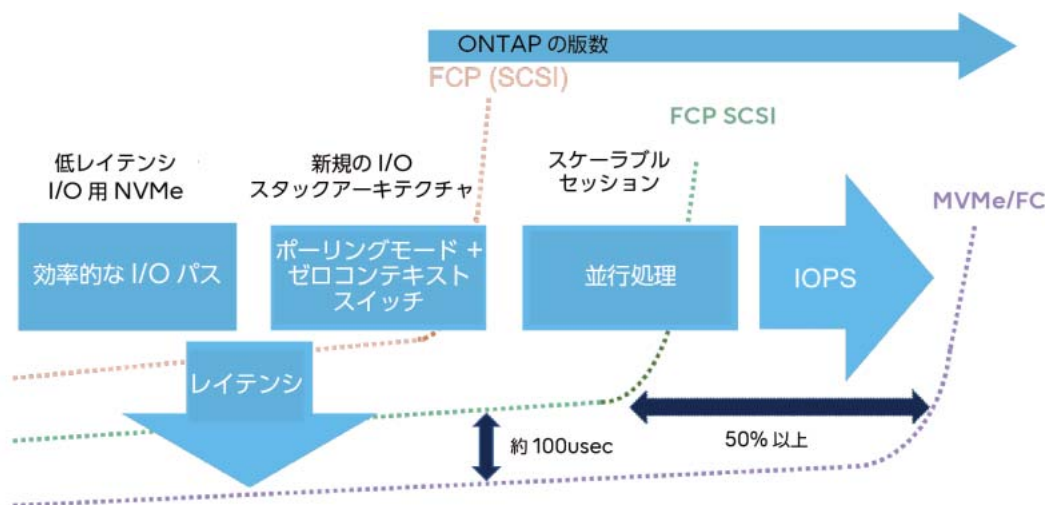 ONTAP の版数
FCP (SCSI)
FCP SCSI
低レイテンシ
I/O 用 NVMe
新規の I/O
スタックアーキテクチャ
スケーラブル
セッション
MVMe/FC
効率的な I/O パス
ポーリングモード +
ゼロコンテキスト
スイッチ
並行処理
IOPS
レイテンシ
約 100usec
50% 以上